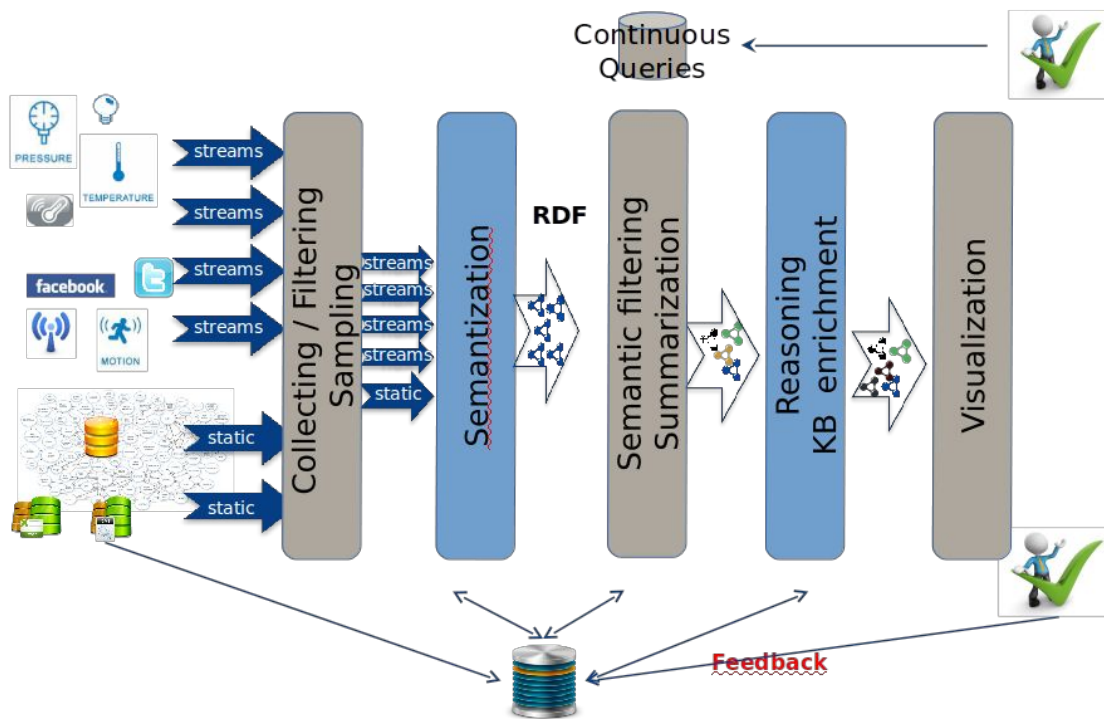 Continuous
Queries
PRESSURE
TEMPERATURE
streams
streams
facebook
streams
streams
MOTION
static
static
Collecting / Filtering
Sampling
streams
streams
streams
streams
static
Semantization
RDF
Semantic filtering
Summarization
Reasoning
KB enrichment
Visualization
Feedback